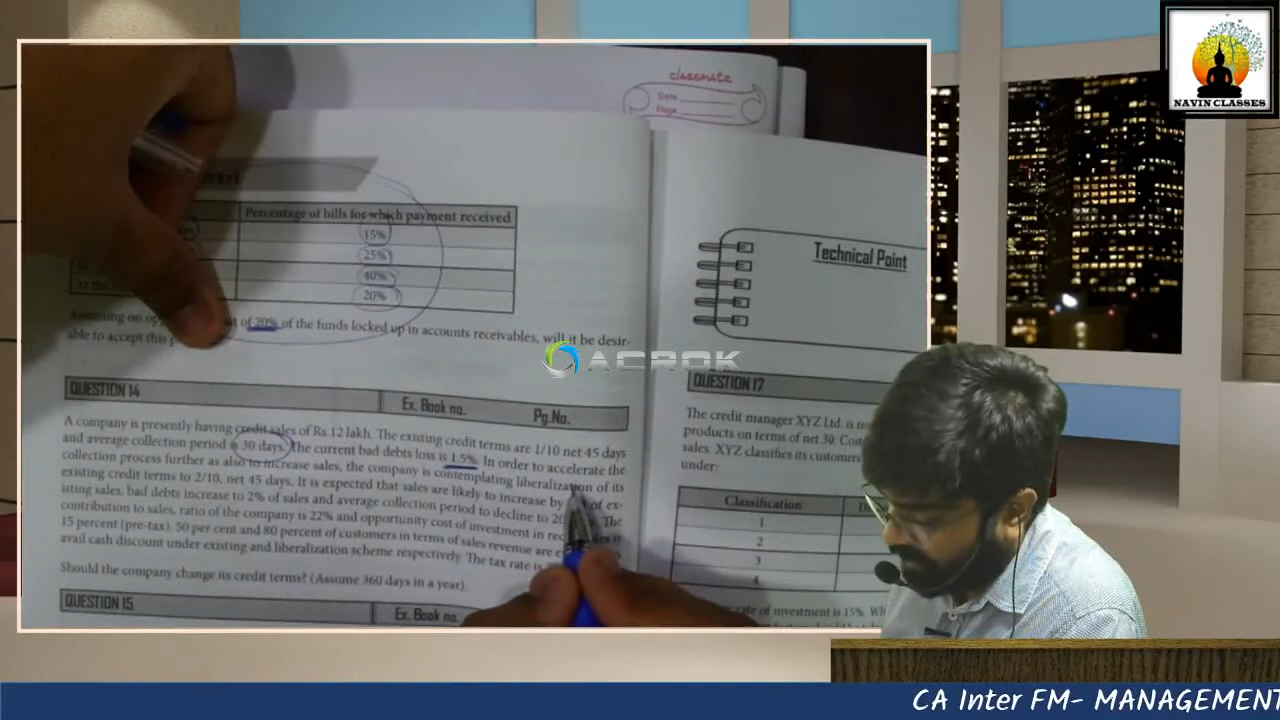 NAVIN CLASSES
classmate
Date
Page
Percentage of bills for which payment received
15%
25%
40%
20%
of 20% of the funds locked up in accounts receivables, will it be desir-
able to accept this
ACROK
Technical Point
QUESTION 14 Ex. Book no. Pg.No.
A company is presently having credit sales of Rs. 12 lakh. The existing credit terms are 1/10 net 45 days
and average collection period is 30 days. The current bad debts loss is 1.5%. In order to accelerate the
collection process further as also to increase sales, the company is contemplating liberalization of its
existing credit terms to 2/10, net 45 days. It is expected that sales are likely to increase by of ex-
isting sales, bad debts increase to 2% of sales and average collection period to decline to 20 The
contribution to sales, ratio of the company is 22% and opportunity cost of investment in is
15 percent (pre-tax). 50 per cent and 80 percent of customers in terms of sales revenue are
avail cash discount under existing and liberalization scheme respectively. The tax rate is
Should the company change its credit terms? (Assume 360 days in a year).
QUESTION 15 Ex. Book no.
QUESTION 17
The credit manager XYZ Ltd. is
products on terms of net 30.
sales. XYZ classifies its customers
under:
Classification
1
2
3
4
rate of investment is 15%.
CA Inter FM- MANAGEMENT